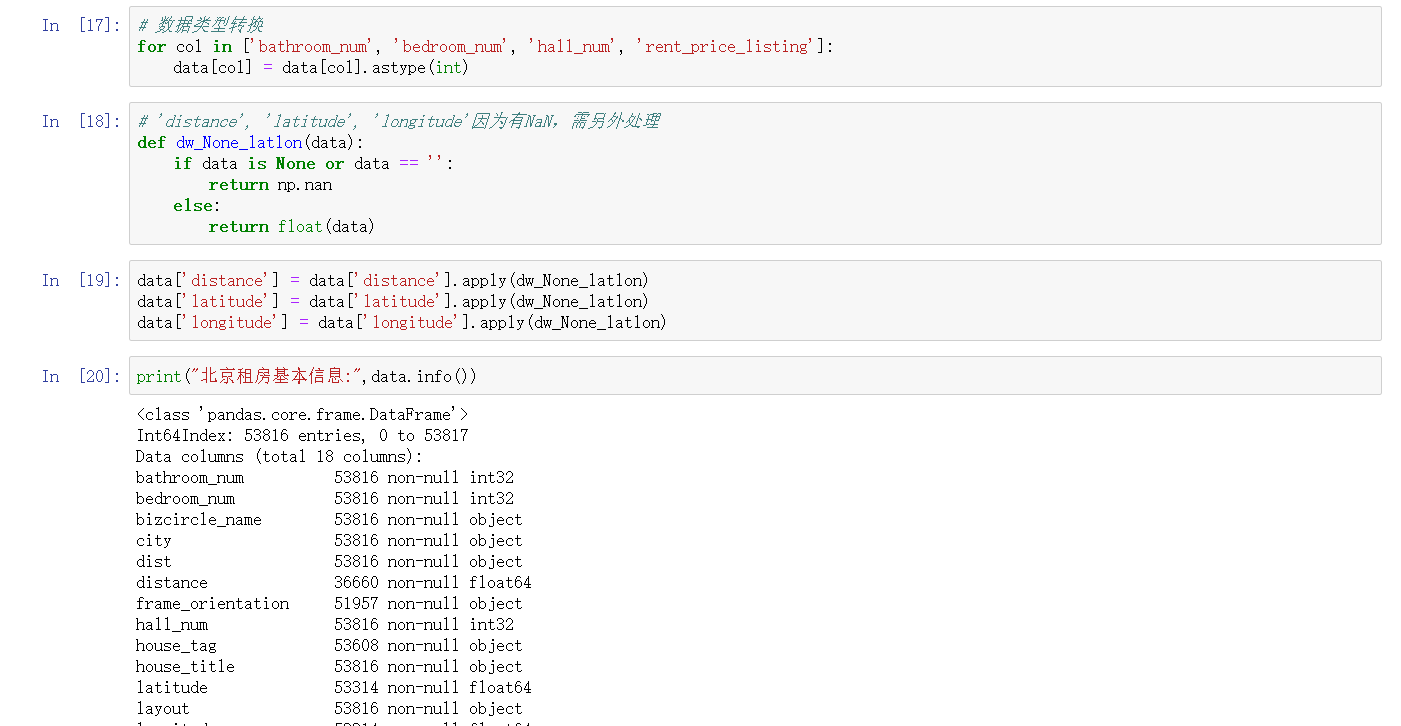 In [17]:
# 数据类型转换
for col in ['bathroom_num', 'bedroom_num', 'hall_num', 'rent_price_listing']:
    data[col] = data[col].astype(int)
In [18]:
# 'distance', 'latitude', 'longitude'因为有NaN，需另外处理
def dw_None_latlon(data):
    if data is None or data == '':
        return np.nan
    else:
        return float(data)
In [19]:
data['distance'] = data['distance'].apply(dw_None_latlon)
data['latitude'] = data['latitude'].apply(dw_None_latlon)
data['longitude'] = data['longitude'].apply(dw_None_latlon)
In [20]:
print("北京租房基本信息:",data.info())
<class 'pandas.core.frame.DataFrame'>
Int64Index: 53816 entries, 0 to 53817
Data columns (total 18 columns):
bathroom_num          53816 non-null int32
bedroom_num           53816 non-null int32
bizcircle_name        53816 non-null object
city                  53816 non-null object
dist                  53816 non-null object
distance              36660 non-null float64
frame_orientation     51957 non-null object
hall_num              53816 non-null int32
house_tag             53608 non-null object
house_title           53816 non-null object
latitude              53314 non-null float64
layout                53816 non-null object